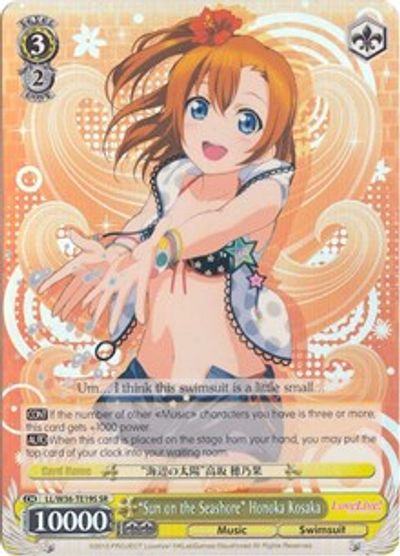 LEVEL
3
2
COST
Um... I think this swimsuit is a little small...
CONT If the number of other «Music» characters you have is three or more, this card gets +1000 power.
AUTO When this card is placed on the stage from your hand, you may put the top card of your deck into your clock.
Card Name
"海辺の太陽"高坂 穂乃果
CH LL/W36-TE19S SR
"Sun on the Seashore" Honoka Kosaka
LoveLive!
10000
Music
Swimsuit